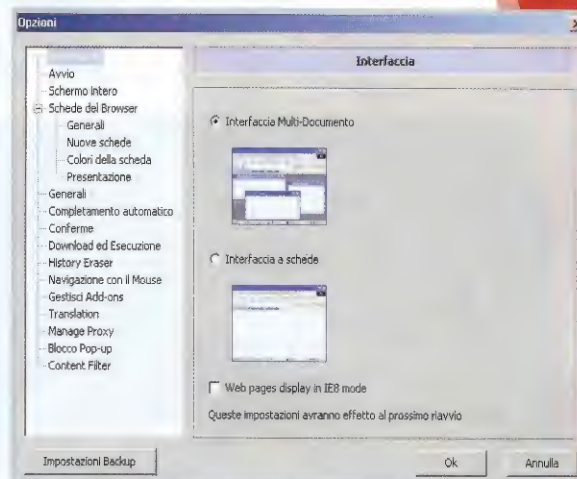 Opzioni
Avvio
Schermo intero
Schede del Browser
Generali
Nuove schede
Colori della scheda
Presentazione
Generali
Completamento automatico
Conferme
Download ed Esecuzione
History Eraser
Navigazione con il Mouse
Gestisci Add-ons
Translation
Manage Proxy
Blocco Pop-up
Content Filter
Interfaccia
Interfaccia Multi-Documento
Interfaccia a schede
Web pages display in IE8 mode
Queste impostazioni avranno effetto al prossimo riavvio
Impostazioni Backup
Ok
Annulla